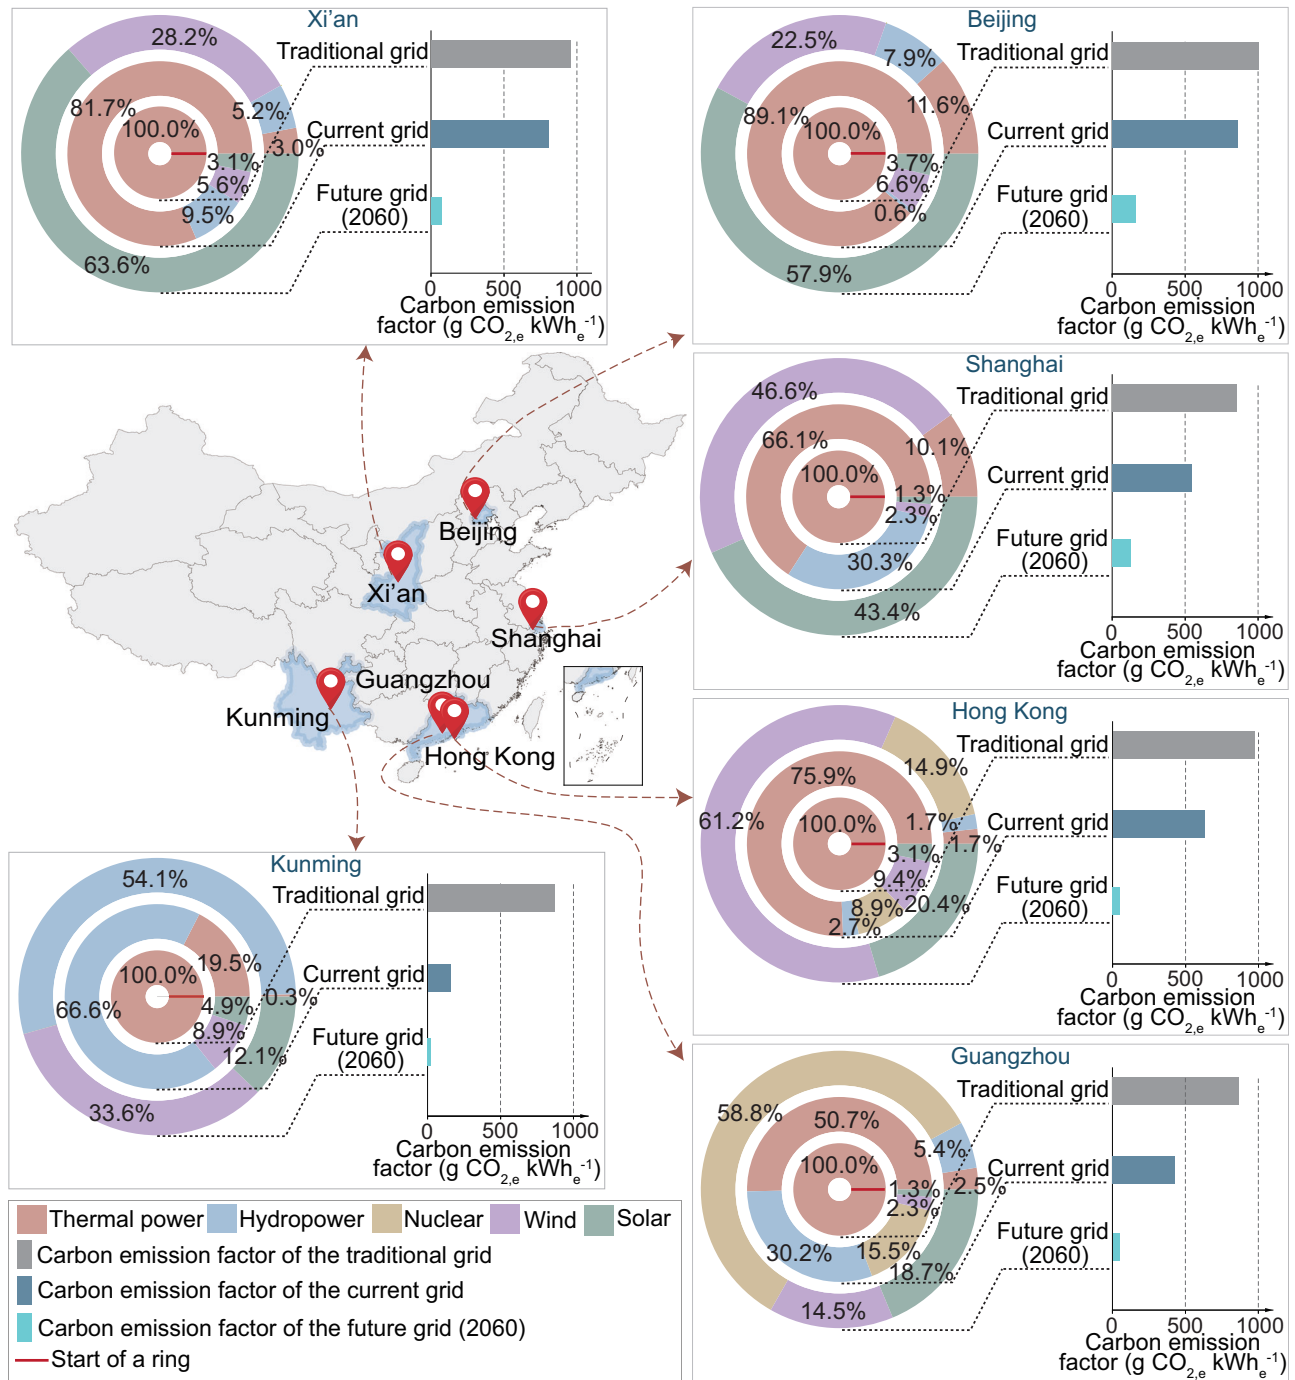 Xi’an
28.2%
Traditional grid
81.7%
5.2%
100.0%
Current grid
3.0%
3.1%
5.6%
Future grid
(2060)
9.5%
63.6%
0 500 1000
Carbon emission
factor (g CO2,e kWhe-1)
Beijing
22.5%
7.9%
Traditional grid
89.1%
11.6%
100.0%
Current grid
3.7%
6.6%
Future grid
(2060)
0.6%
57.9%
0 500 1000
Carbon emission
factor (g CO2,e kWhe-1)
Shanghai
46.6%
Traditional grid
66.1%
10.1%
100.0%
Current grid
1.3%
2.3%
Future grid
(2060)
30.3%
43.4%
0 500 1000
Carbon emission
factor (g CO2,e kWhe-1)
Beijing
Xi’an
Shanghai
Guangzhou
Kunming
Hong Kong
Hong Kong
Traditional grid
14.9%
75.9%
61.2%
100.0%
1.7%
Current grid
1.7%
3.1%
9.4%
Future grid
(2060)
8.9%
20.4%
2.7%
0 500 1000
Carbon emission
factor (g CO2,e kWhe-1)
Kunming
54.1%
Traditional grid
19.5%
100.0%
Current grid
0.3%
66.6%
4.9%
8.9%
Future grid
(2060)
12.1%
33.6%
0 500 1000
Carbon emission
factor (g CO2,e kWhe-1)
Guangzhou
Traditional grid
58.8%
50.7%
5.4%
100.0%
Current grid
1.3%
2.5%
2.3%
Future grid
(2060)
30.2%
15.5%
18.7%
14.5%
0 500 1000
Carbon emission
factor (g CO2,e kWhe-1)
Thermal power Hydropower Nuclear Wind Solar
Carbon emission factor of the traditional grid
Carbon emission factor of the current grid
Carbon emission factor of the future grid (2060)
Start of a ring